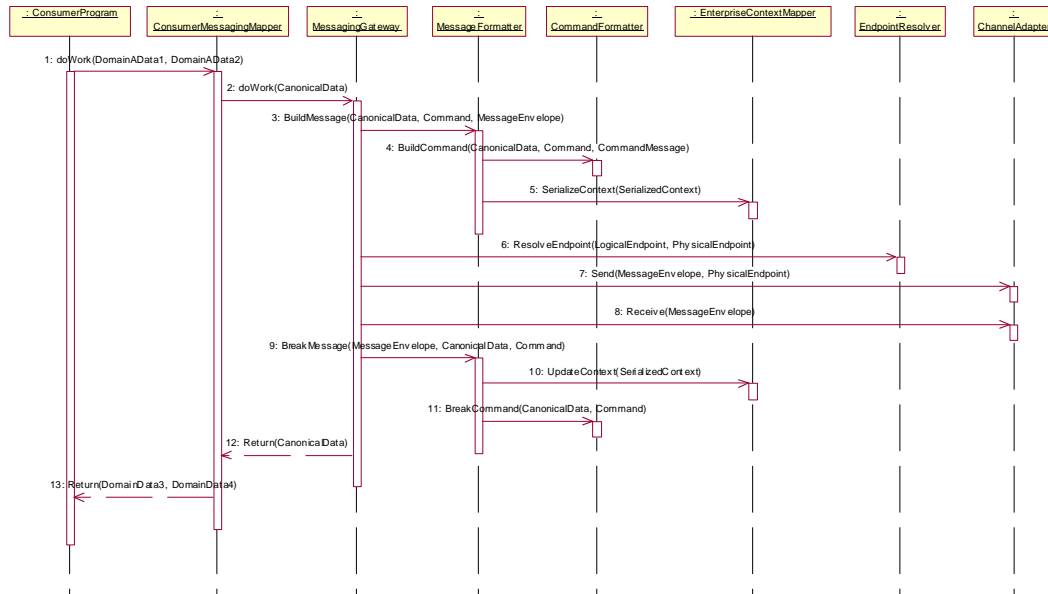 : ConsumerProgram
:
ConsumerMessagingMapper
:
MessagingGateway
:
MessageFormatter
:
CommandFormatter
: EnterpriseContextMapper
:
EndpointResolver
:
ChannelAdapter
1: doWork(DomainAData1, DomainAData2)
2: doWork(CanonicalData)
3: BuildMessage(CanonicalData, Command, MessageEnvelope)
4: BuildCommand(CanonicalData, Command, CommandMessage)
5: SerializeContext(SerializedContext)
6: ResolveEndpoint(LogicalEndpoint, PhysicalEndpoint)
7: Send(MessageEnvelope, PhysicalEndpoint)
8: Receive(MessageEnvelope)
9: BreakMessage(MessageEnvelope, CanonicalData, Command)
10: UpdateContext(SerializedContext)
11: BreakCommand(CanonicalData, Command)
12: Return(CanonicalData)
13: Return(DomainData3, DomainData4)